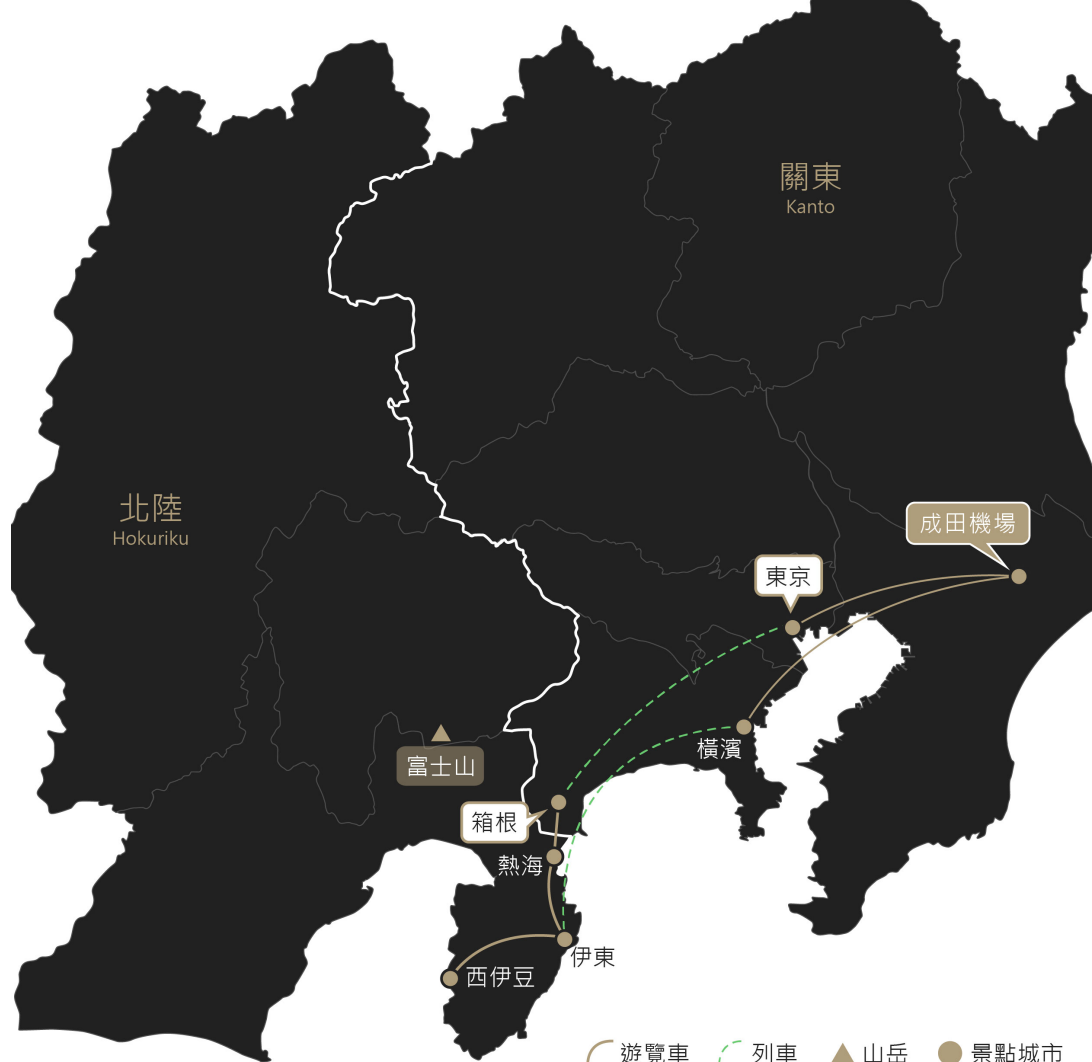 關東
Kanto
北陸
Hokuriku
成田機場
東京
橫濱
富士山
箱根
熱海
伊東
西伊豆
遊覽車
列車
山岳
景點城市